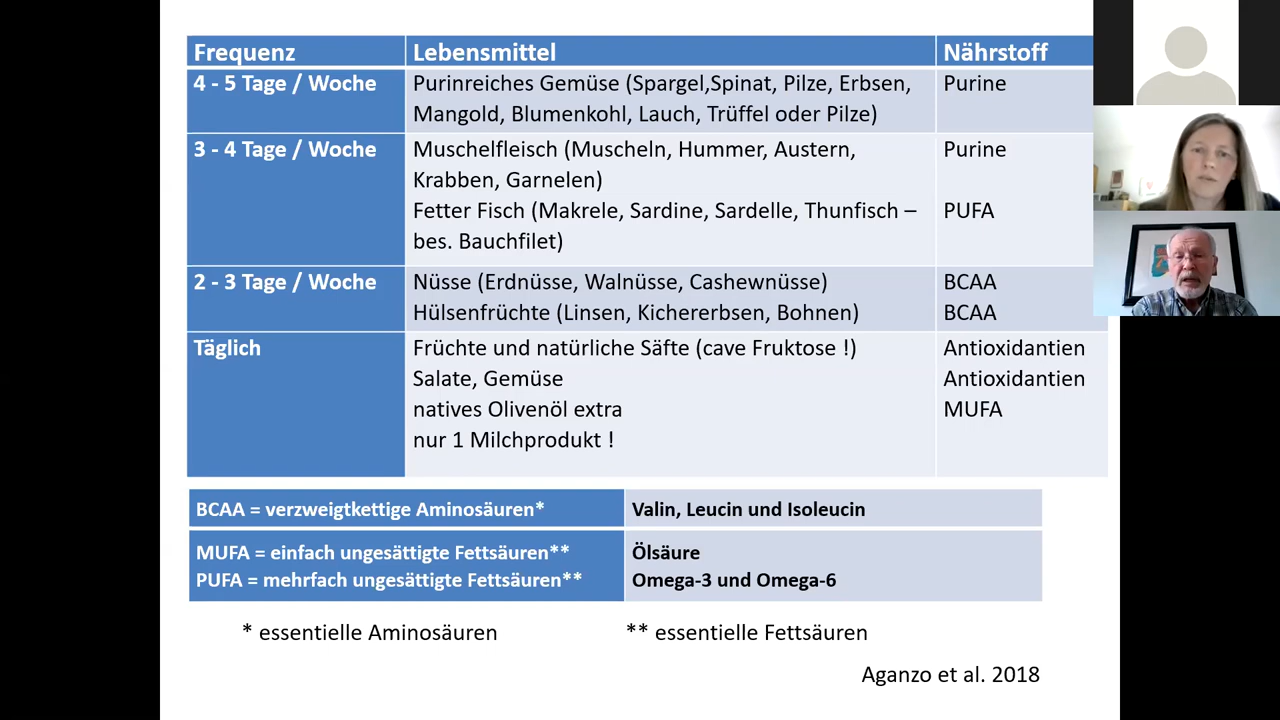 Frequenz Lebensmittel Nährstoff
4 - 5 Tage / Woche Purinreiches Gemüse (Spargel,Spinat, Pilze, Erbsen, Purine
Mangold, Blumenkohl, Lauch, Trüffel oder Pilze)
3 - 4 Tage / Woche Muschelfleisch (Muscheln, Hummer, Austern, Purine
Krabben, Garnelen)
Fetter Fisch (Makrele, Sardine, Sardelle, Thunfisch – PUFA
bes. Bauchfilet)
2 - 3 Tage / Woche Nüsse (Erdnüsse, Walnüsse, Cashewnüsse) BCAA
Hülsenfrüchte (Linsen, Kichererbsen, Bohnen) BCAA
Täglich Früchte und natürliche Säfte (cave Fruktose !) Antioxidantien
Salate, Gemüse Antioxidantien
natives Olivenöl extra MUFA
nur 1 Milchprodukt !
BCAA = verzweigtkettige Aminosäuren* Valin, Leucin und Isoleucin
MUFA = einfach ungesättigte Fettsäuren** Ölsäure
PUFA = mehrfach ungesättigte Fettsäuren** Omega-3 und Omega-6
* essentielle Aminosäuren ** essentielle Fettsäuren
Aganzo et al. 2018